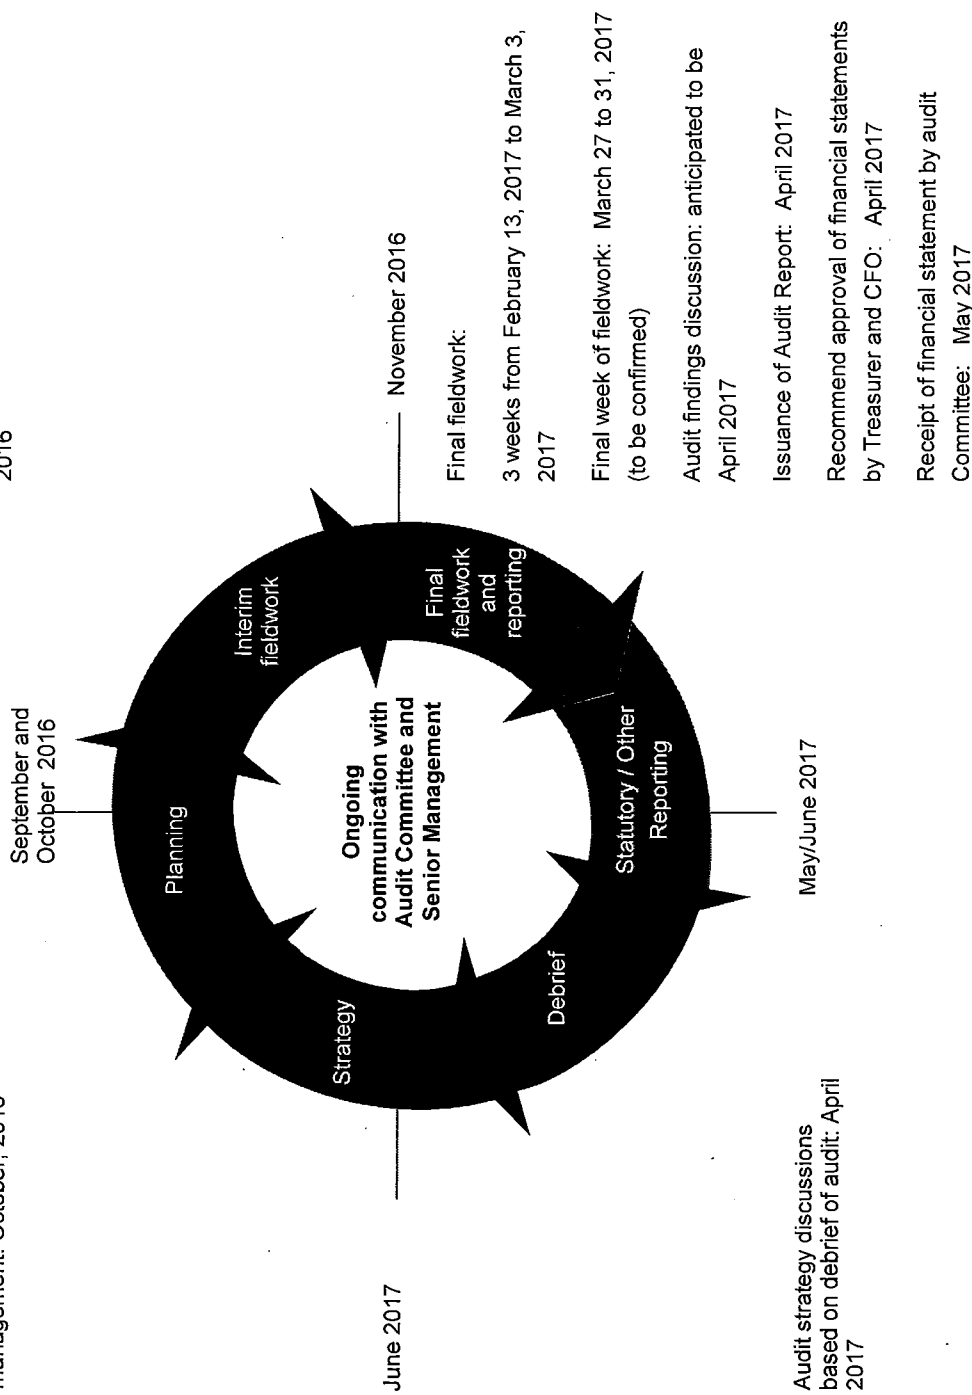 management: October, 2016
2016
September and
October 2016
Planning
Interim
fieldwork
Strategy
Final
fieldwork
and
reporting
Ongoing
communication with
Audit Committee and
Senior Management
Debrief
Statutory / Other
Reporting
June 2017
November 2016
May/June 2017
Final fieldwork:
3 weeks from February 13, 2017 to March 3,
2017
Final week of fieldwork: March 27 to 31, 2017
(to be confirmed)
Audit findings discussion: anticipated to be
April 2017
Issuance of Audit Report: April 2017
Recommend approval of financial statements
by Treasurer and CFO: April 2017
Receipt of financial statement by audit
Committee: May 2017
Audit strategy discussions
based on debrief of audit: April
2017